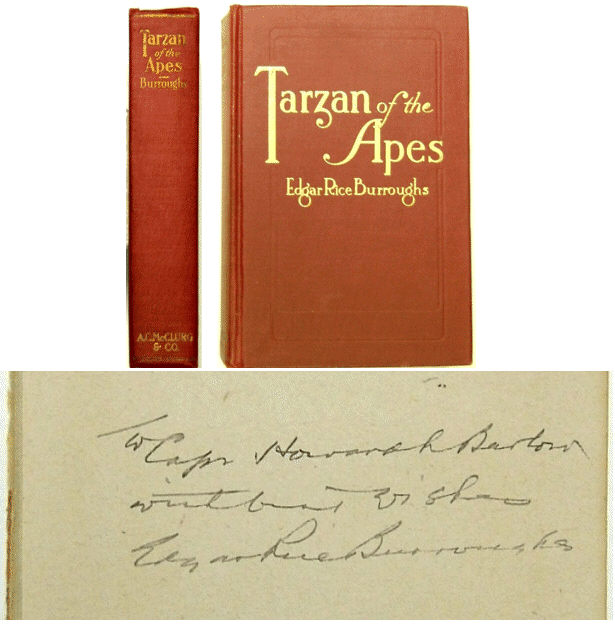 Tarzan
of the
Apes
Burroughs
A.C. McCLURG
& CO.
Tarzan of the
Apes
Edgar Rice Burroughs
To Capt Howard Barlow
with best wishes
Edgar Rice Burroughs